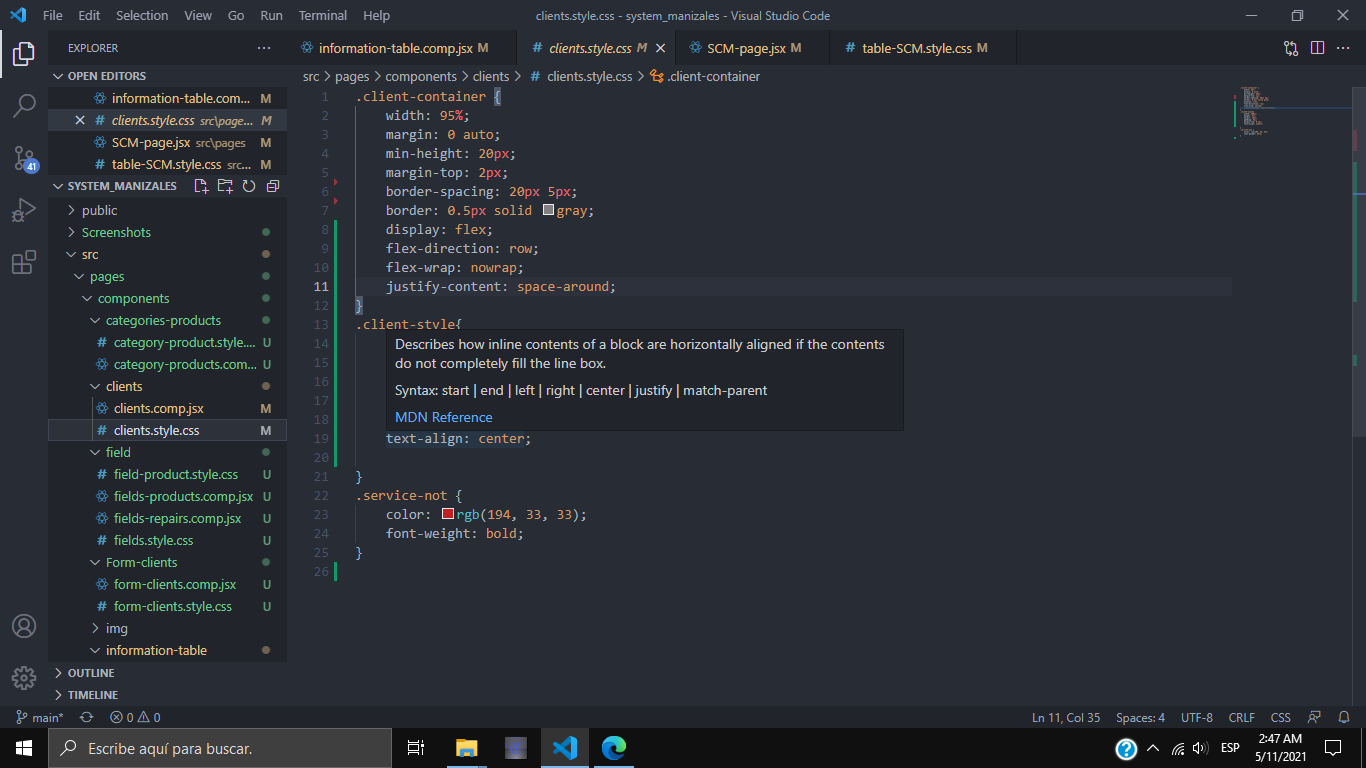 File Edit Selection View Go Run Terminal Help
clients.style.css - system_manizales - Visual Studio Code
EXPLORER
OPEN EDITORS
information-table.com... M
clients.style.css src\page... M
SCM-page.jsx src\pages M
table-SCM.style.css src... M
SYSTEM_MANIZALES
public
Screenshots
src
pages
components
categories-products
category-product.style.... U
category-products.com... U
clients
clients.comp.jsx M
clients.style.css M
field
field-product.style.css U
fields-products.comp.jsx U
fields-repairs.comp.jsx U
fields.style.css U
Form-clients
form-clients.comp.jsx U
form-clients.style.css U
img
information-table
OUTLINE
TIMELINE
41
information-table.comp.jsx M
clients.style.css M
SCM-page.jsx M
table-SCM.style.css M
src > pages > components > clients > # clients.style.css > .client-container
1 .client-container {
2 width: 95%;
3 margin: 0 auto;
4 min-height: 20px;
5 margin-top: 2px;
6 border-spacing: 20px 5px;
7 border: 0.5px solid gray;
8 display: flex;
9 flex-direction: row;
10 flex-wrap: nowrap;
11 justify-content: space-around;
12 }
13 .client-style{
14
15
16
17
18
Describes how inline contents of a block are horizontally aligned if the contents
do not completely fill the line box.
Syntax: start | end | left | right | center | justify | match-parent
MDN Reference
19 text-align: center;
20
21 }
22 .service-not {
23 color: rgb(194, 33, 33);
24 font-weight: bold;
25 }
26
main* 0 0
Ln 11, Col 35 Spaces: 4 UTF-8 CRLF CSS
Escribe aquí para buscar.
ESP
2:47 AM
5/11/2021